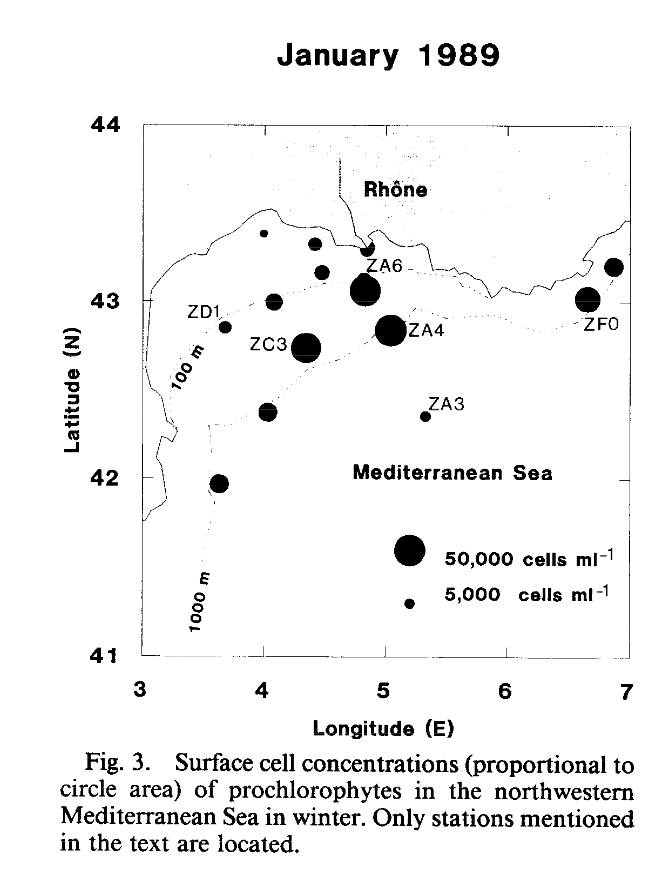 January 1989
44
Rhône
ZA6
43
ZD1
ZF0
ZC3
ZA4
100 m
ZA3
Latitude (N)
42
Mediterranean Sea
50,000 cells ml⁻¹
5,000 cells ml⁻¹
1000 m
41
3 4 5 6 7
Longitude (E)
Fig. 3. Surface cell concentrations (proportional to
circle area) of prochlorophytes in the northwestern
Mediterranean Sea in winter. Only stations mentioned
in the text are located.